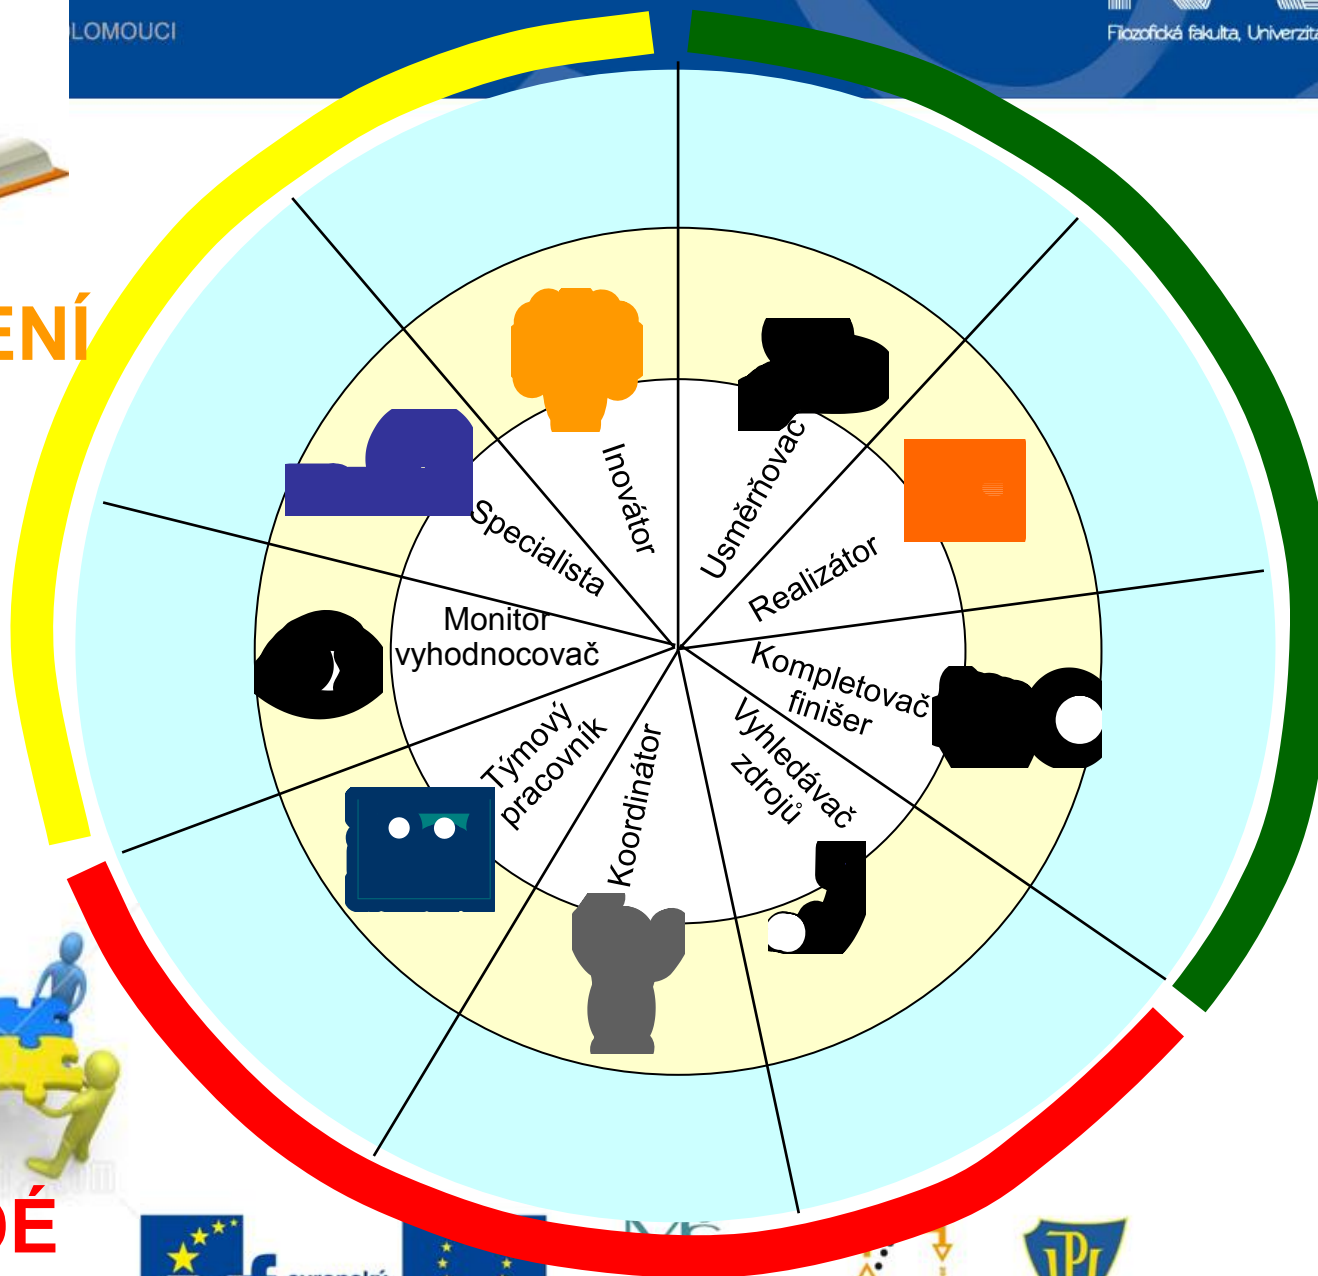 LOMOUCI
Filozofická fakulta, Univerzita
ENÍ
Inovátor
Usměrňovač
Specialista
Realizátor
Monitor
vyhodnocovač
Kompletovač
finišer
Týmový
pracovník
Koordinátor
Vyhledávač
zdrojů
DÉ
evropský